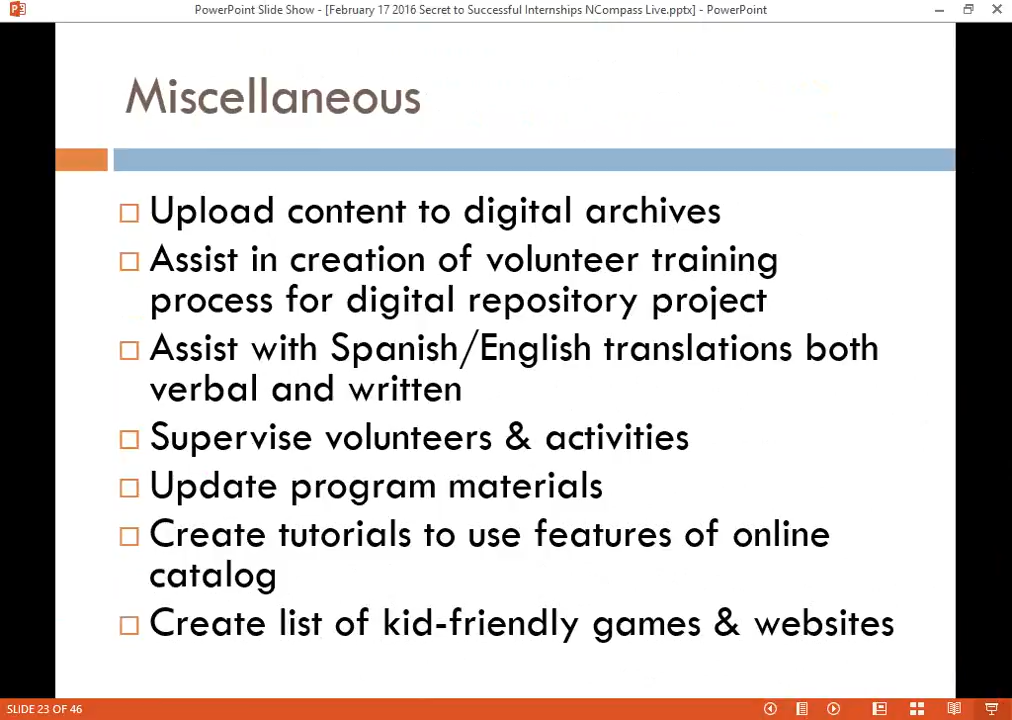 PowerPoint Slide Show - [February 17 2016 Secret to Successful Internships NCompass Live.pptx] - PowerPoint
Miscellaneous
Upload content to digital archives
Assist in creation of volunteer training
process for digital repository project
Assist with Spanish/English translations both
verbal and written
Supervise volunteers & activities
Update program materials
Create tutorials to use features of online
catalog
Create list of kid-friendly games & websites
SLIDE 23 OF 46